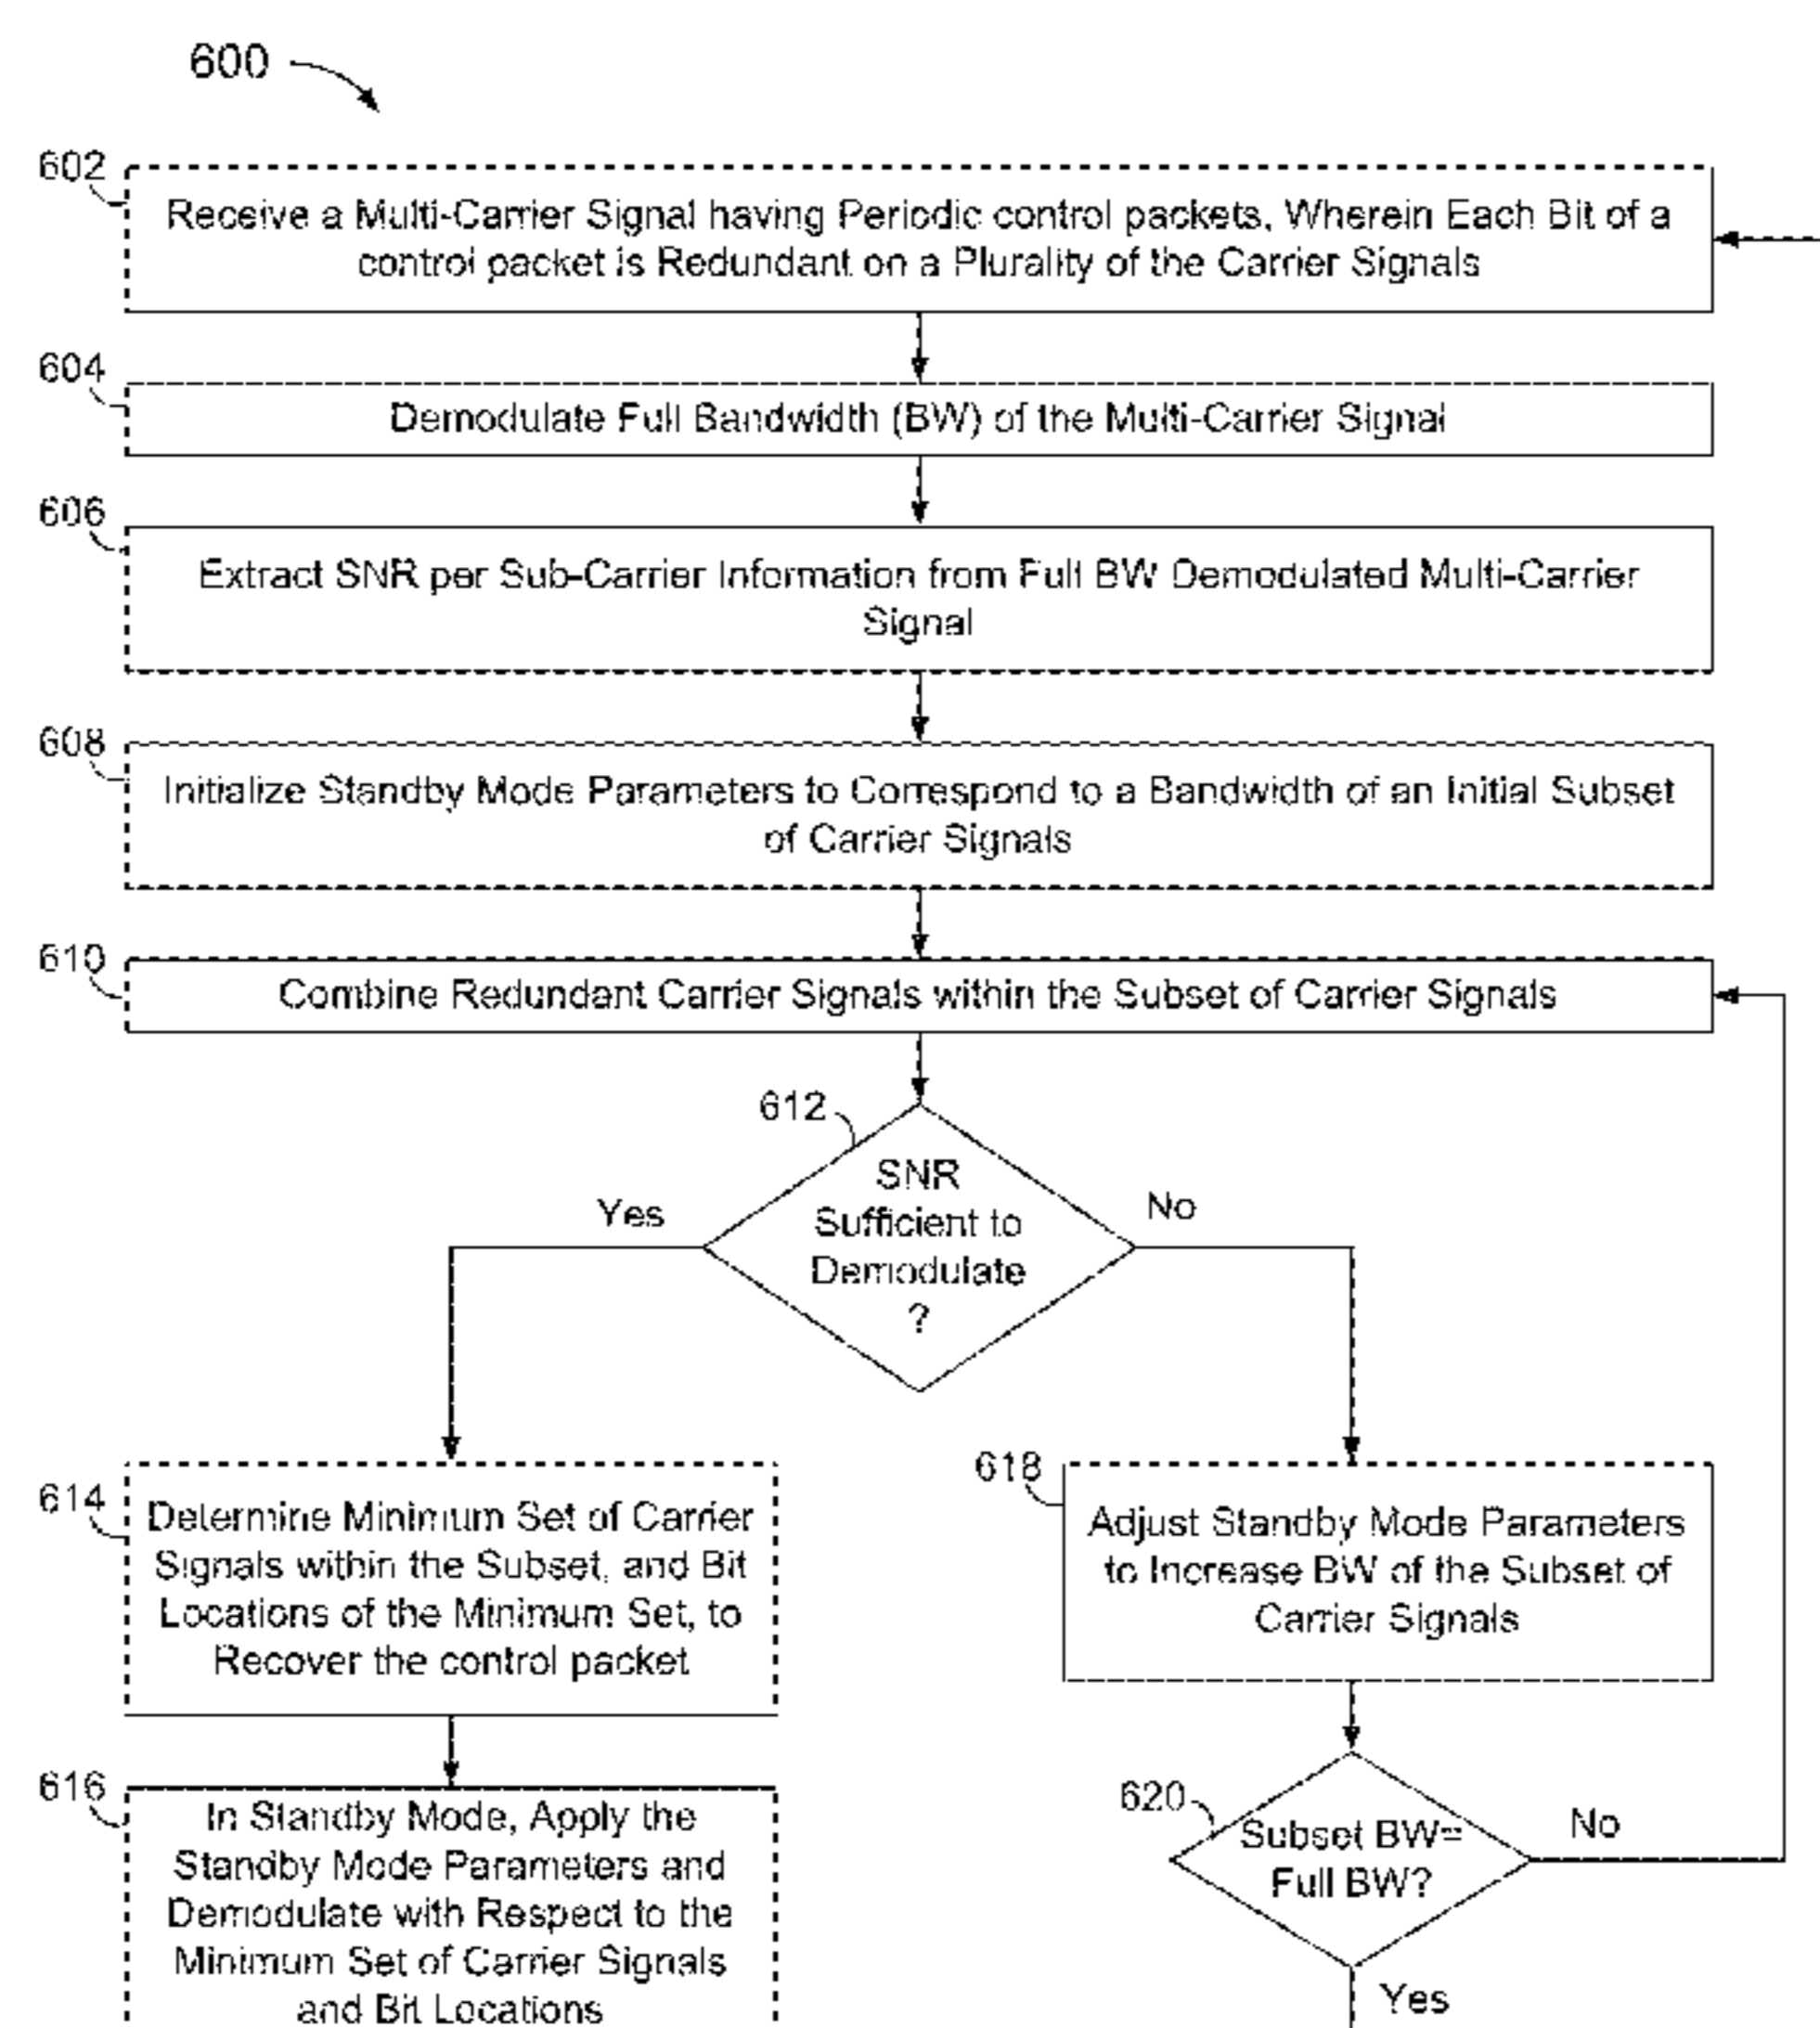 600
602
Receive a Multi-Carrier Signal having Periodic control packets, Wherein Each Bit of a
control packet is Redundant on a Plurality of the Carrier Signals
604
Demodulate Full Bandwidth (BW) of the Multi-Carrier Signal
606
Extract SNR per Sub-Carrier Information from Full BW Demodulated Multi-Carrier
Signal
608
Initialize Standby Mode Parameters to Correspond to a Bandwidth of an Initial Subset
of Carrier Signals
610
Combine Redundant Carrier Signals within the Subset of Carrier Signals
612
SNR
Sufficient to
Demodulate
?
Yes
No
614
Determine Minimum Set of Carrier
Signals within the Subset, and Bit
Locations of the Minimum Set, to
Recover the control packet
618
Adjust Standby Mode Parameters
to Increase BW of the Subset of
Carrier Signals
616
In Standby Mode, Apply the
Standby Mode Parameters and
Demodulate with Respect to the
Minimum Set of Carrier Signals
and Bit Locations
620
Subset BW=
Full BW?
No
Yes